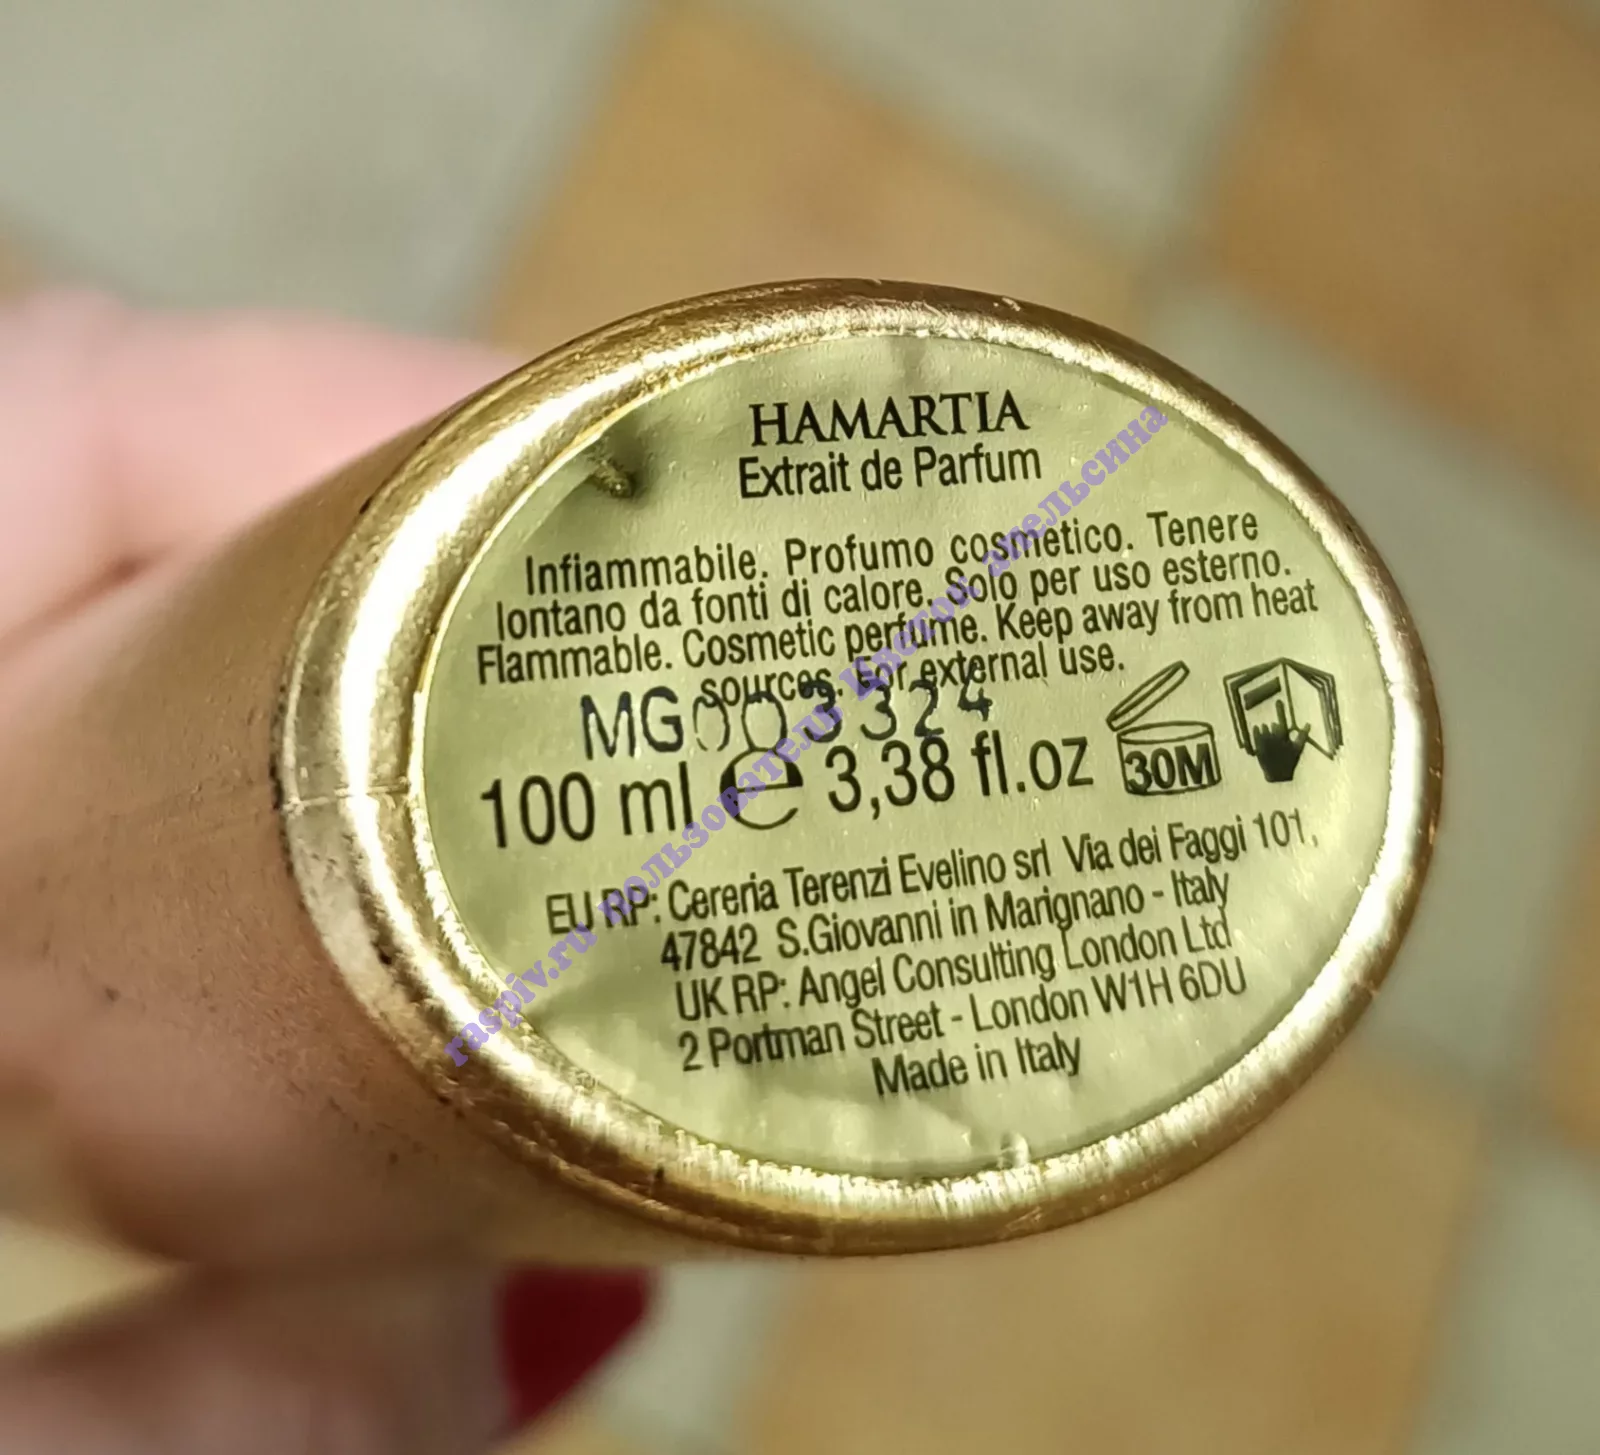 HAMARTIA
Extrait de Parfum
Infiammabile. Profumo cosmetico. Tenere
lontano da fonti di calore. Solo per uso esterno.
Flammable. Cosmetic perfume. Keep away from heat
sources. For external use.
MG003324
100 ml e 3,38 fl.oz 30M
EU RP: Cereria Terenzi Evelino srl Via dei Faggi 101,
47842 S.Giovanni in Marignano - Italy
UK RP: Angel Consulting London Ltd
2 Portman Street - London W1H 6DU
Made in Italy
raspiv.ru пользователь Цветок апельсина